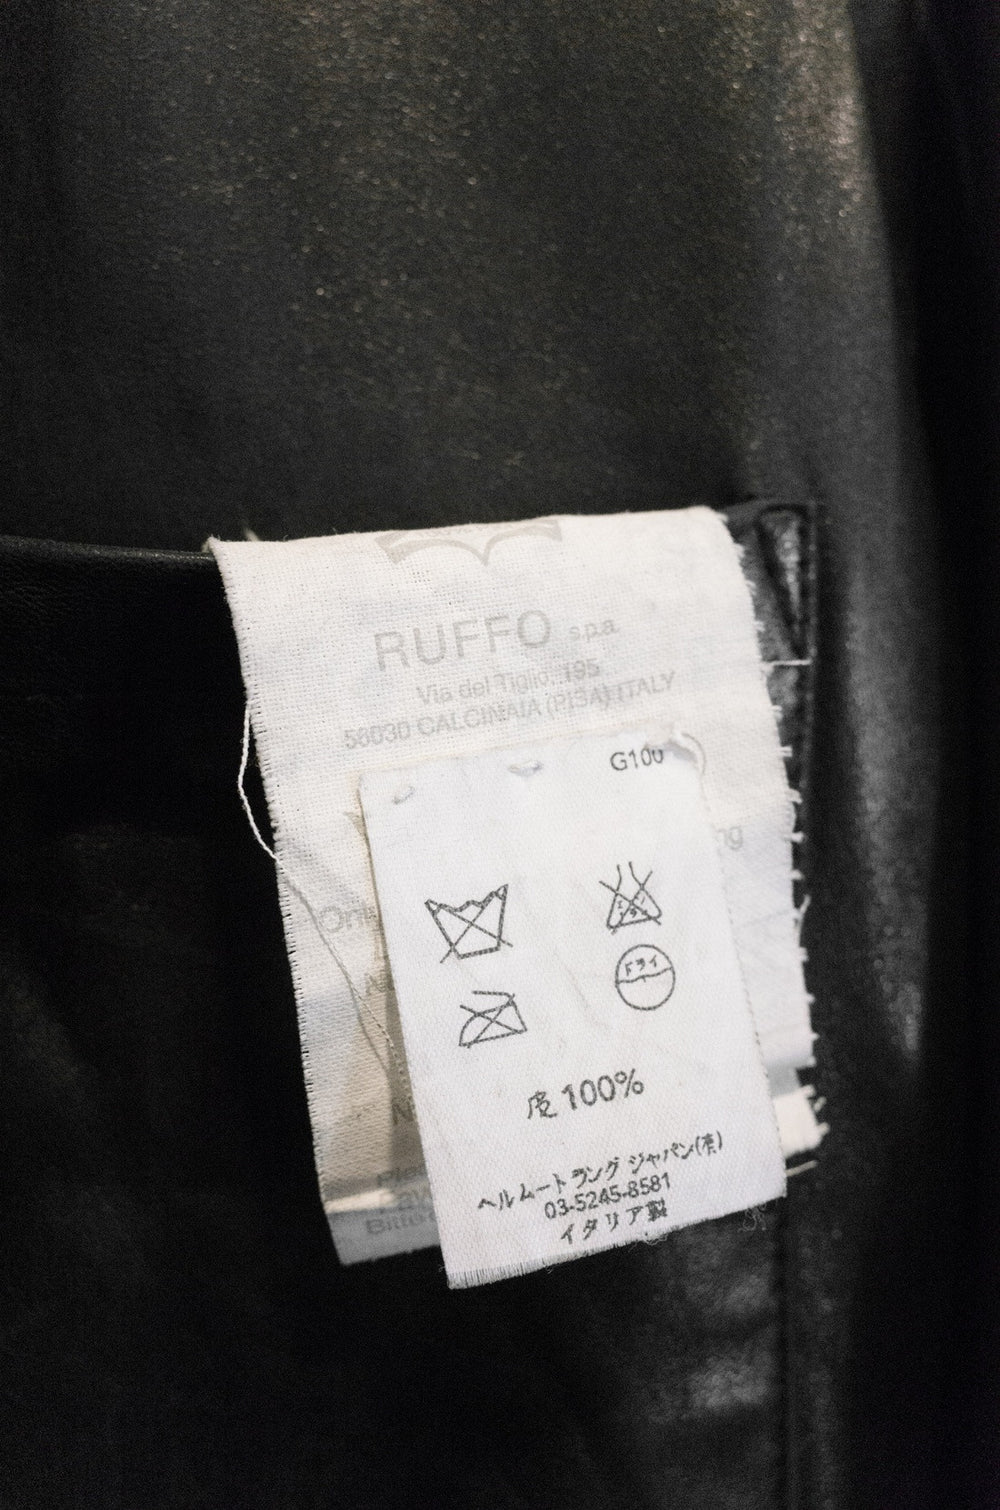 RUFFO s.p.a.
Via del Tiglio, 195
56030 CALCINAIA (PISA) ITALY
G100
ドライ
皮100%
ヘルムート ラング ジャパン(株)
03-5245-8581
イタリア製